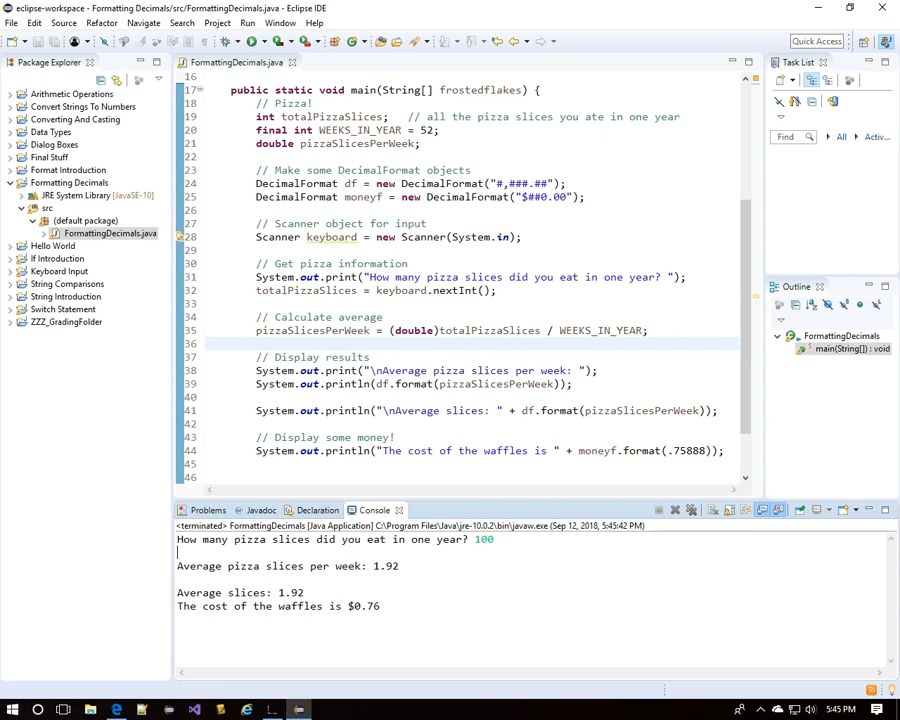 eclipse-workspace - Formatting Decimals/src/FormattingDecimals.java - Eclipse IDE
File Edit Source Refactor Navigate Search Project Run Window Help
Quick Access
Package Explorer
FormattingDecimals.java
Task List
Arithmetic Operations
Convert Strings To Numbers
Converting And Casting
Data Types
Dialog Boxes
Final Stuff
Format Introduction
Formatting Decimals
JRE System Library [JavaSE-10]
src
(default package)
FormattingDecimals.java
Hello World
If Introduction
Keyboard Input
String Comparisons
String Introduction
Switch Statement
ZZZ_GradingFolder
16
17 public static void main(String[] frostedflakes) {
18 // Pizza!
19 int totalPizzaSlices; // all the pizza slices you ate in one year
20 final int WEEKS_IN_YEAR = 52;
21 double pizzaSlicesPerWeek;
22
23 // Make some DecimalFormat objects
24 DecimalFormat df = new DecimalFormat("#,###.##");
25 DecimalFormat moneyf = new DecimalFormat("$##0.00");
26
27 // Scanner object for input
28 Scanner keyboard = new Scanner(System.in);
29
30 // Get pizza information
31 System.out.print("How many pizza slices did you eat in one year? ");
32 totalPizzaSlices = keyboard.nextInt();
33
34 // Calculate average
35 pizzaSlicesPerWeek = (double)totalPizzaSlices / WEEKS_IN_YEAR;
36
37 // Display results
38 System.out.print("\nAverage pizza slices per week: ");
39 System.out.println(df.format(pizzaSlicesPerWeek));
40
41 System.out.println("\nAverage slices: " + df.format(pizzaSlicesPerWeek));
42
43 // Display some money!
44 System.out.println("The cost of the waffles is " + moneyf.format(.75888));
45
46
Find All Activ...
Outline
FormattingDecimals
main(String[]) : void
Problems Javadoc Declaration Console
<terminated> FormattingDecimals [Java Application] C:\Program Files\Java\jre-10.0.2\bin\javaw.exe (Sep 12, 2018, 5:45:42 PM)
How many pizza slices did you eat in one year? 100
Average pizza slices per week: 1.92
Average slices: 1.92
The cost of the waffles is $0.76
5:45 PM